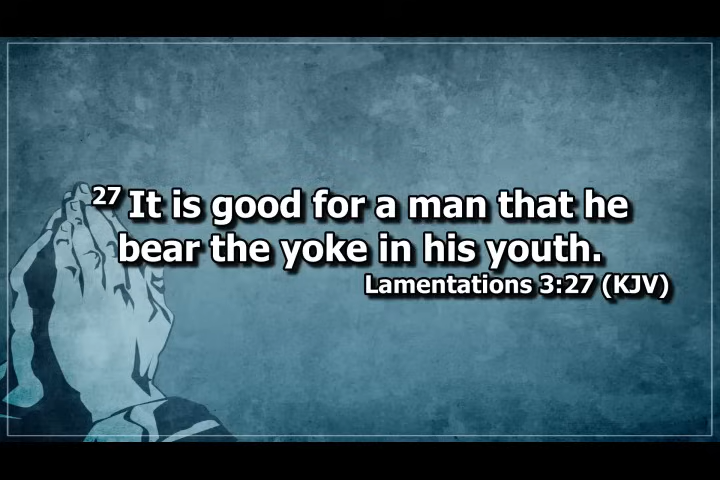 27 It is good for a man that he
bear the yoke in his youth.
Lamentations 3:27 (KJV)